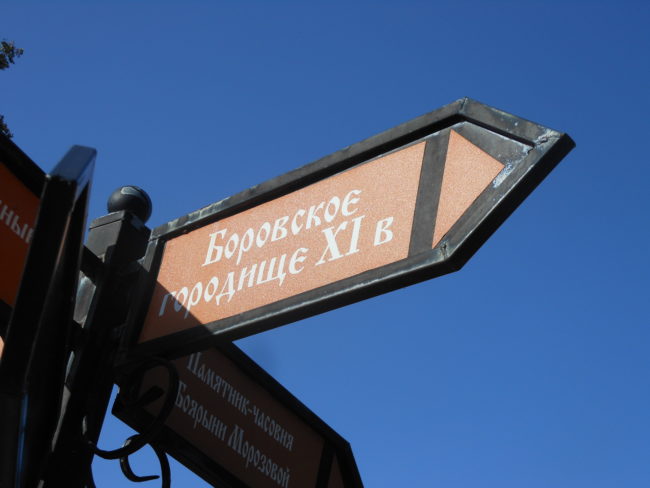 Боровское
городище XI в
Памятник-часовня
Боярыни Морозовой